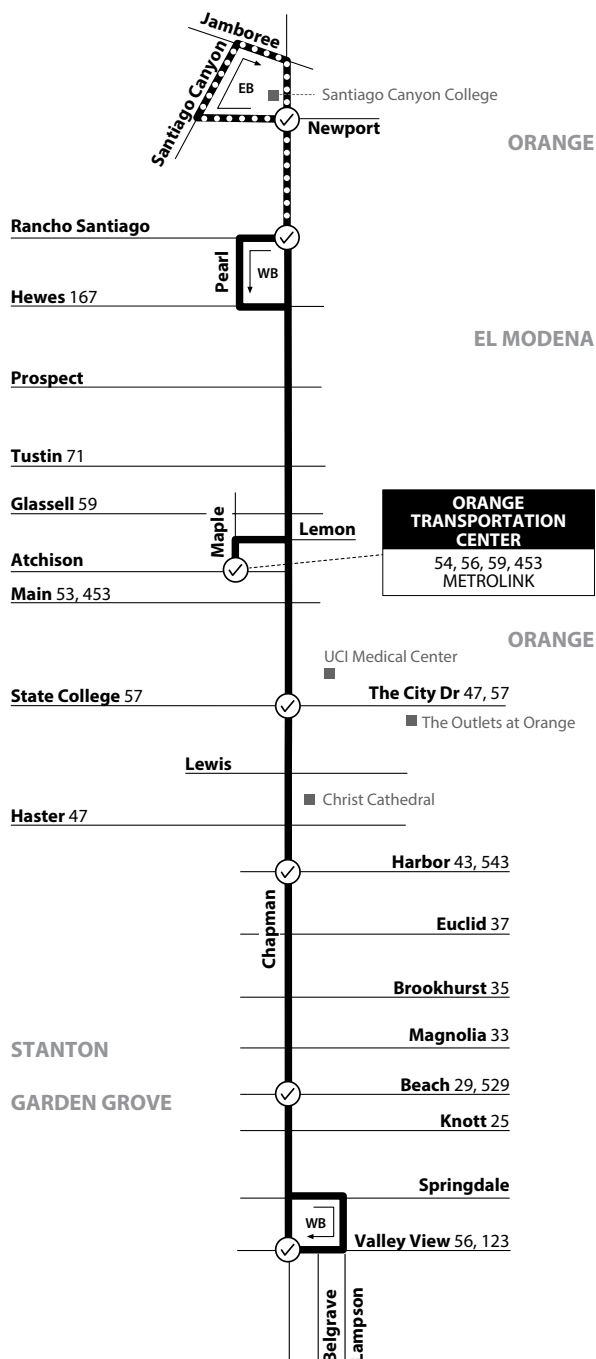 Jamboree
Santiago Canyon
EB
Santiago Canyon College
Newport
ORANGE
Rancho Santiago
Pearl
WB
Hewes 167
EL MODENA
Prospect
Tustin 71
Glassell 59
Maple
Lemon
ORANGE
TRANSPORTATION
CENTER
54, 56, 59, 453
METROLINK
Atchison
Main 53, 453
ORANGE
UCI Medical Center
State College 57
The City Dr 47, 57
The Outlets at Orange
Lewis
Christ Cathedral
Haster 47
Harbor 43, 543
Chapman
Euclid 37
Brookhurst 35
Magnolia 33
STANTON
Beach 29, 529
GARDEN GROVE
Knott 25
Springdale
WB
Valley View 56, 123
Belgrave
Lampson